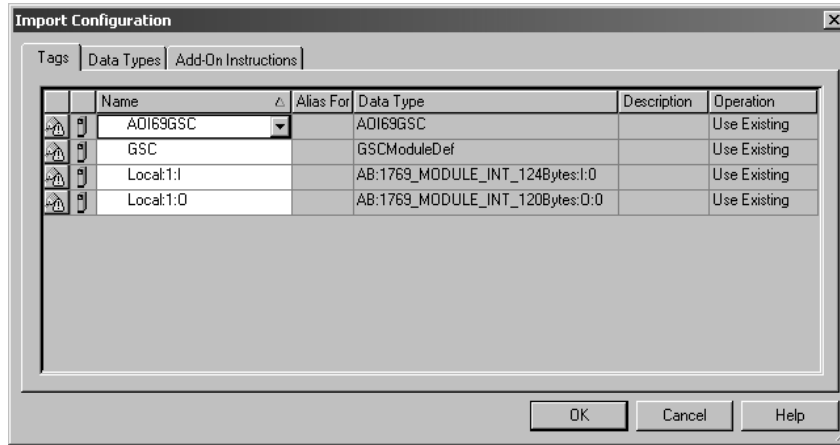 Import Configuration
Tags Data Types Add-On Instructions
Name Alias For Data Type Description Operation
AOI69GSC AOI69GSC Use Existing
GSC GSCModuleDef Use Existing
Local:1:I AB:1769_MODULE_INT_124Bytes:I:0 Use Existing
Local:1:O AB:1769_MODULE_INT_120Bytes:O:0 Use Existing
OK Cancel Help